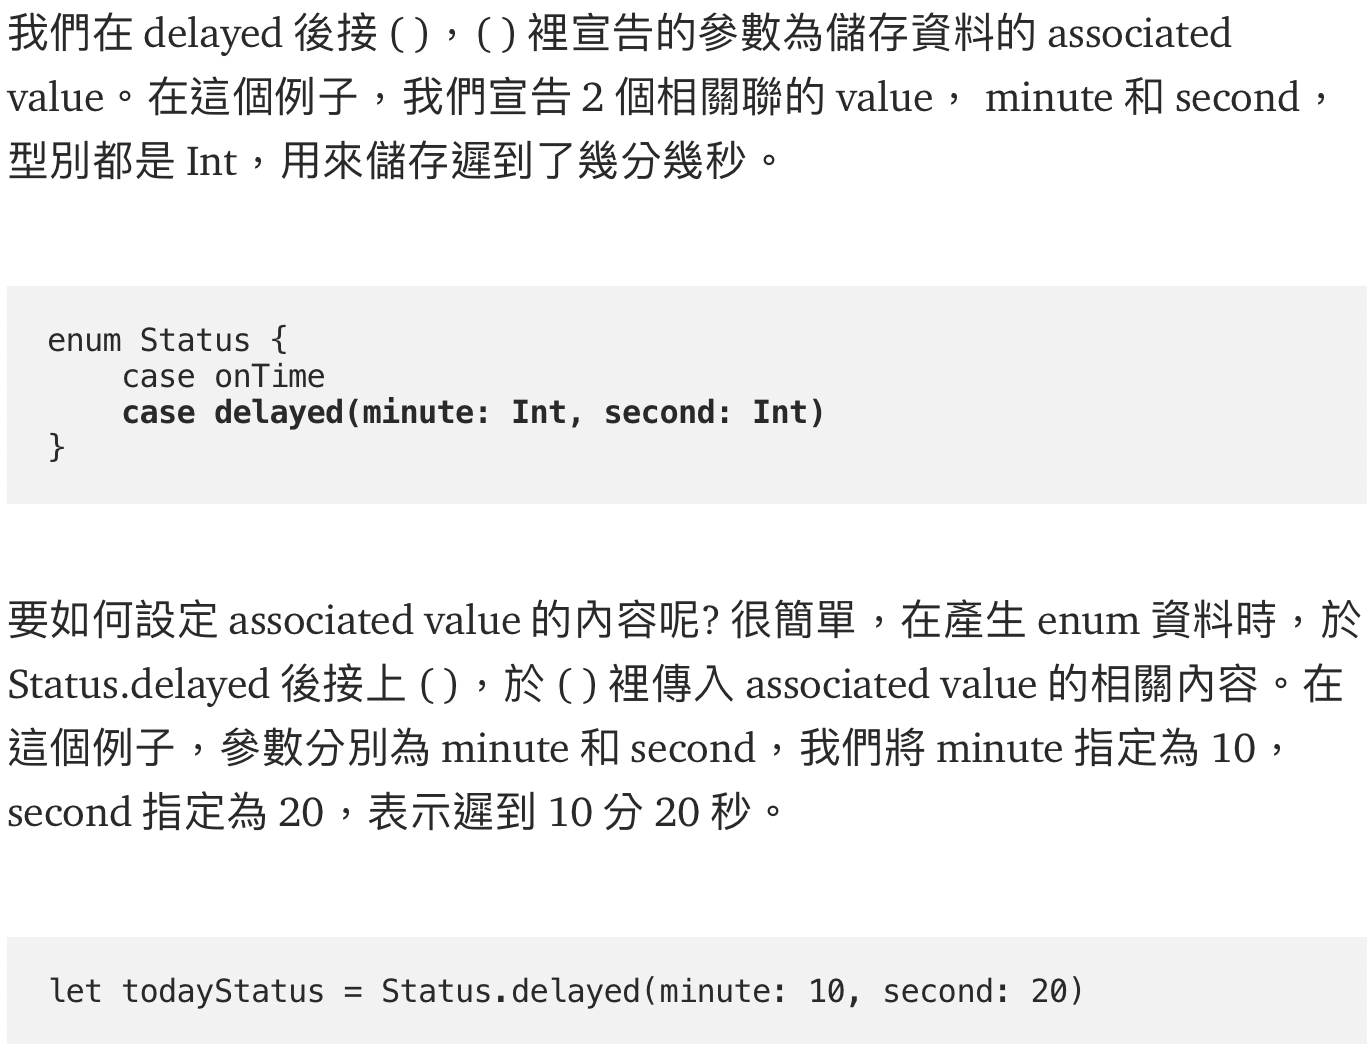 我們在 delayed 後接 ( )，( ) 裡宣告的參數為儲存資料的 associated
value。在這個例子，我們宣告 2 個相關聯的 value， minute 和 second，
型別都是 Int，用來儲存遲到了幾分幾秒。
enum Status {
    case onTime
    case delayed(minute: Int, second: Int)
}
要如何設定 associated value 的內容呢? 很簡單，在產生 enum 資料時，於
Status.delayed 後接上 ( )，於 ( ) 裡傳入 associated value 的相關內容。在
這個例子，參數分別為 minute 和 second，我們將 minute 指定為 10，
second 指定為 20，表示遲到 10 分 20 秒。
let todayStatus = Status.delayed(minute: 10, second: 20)